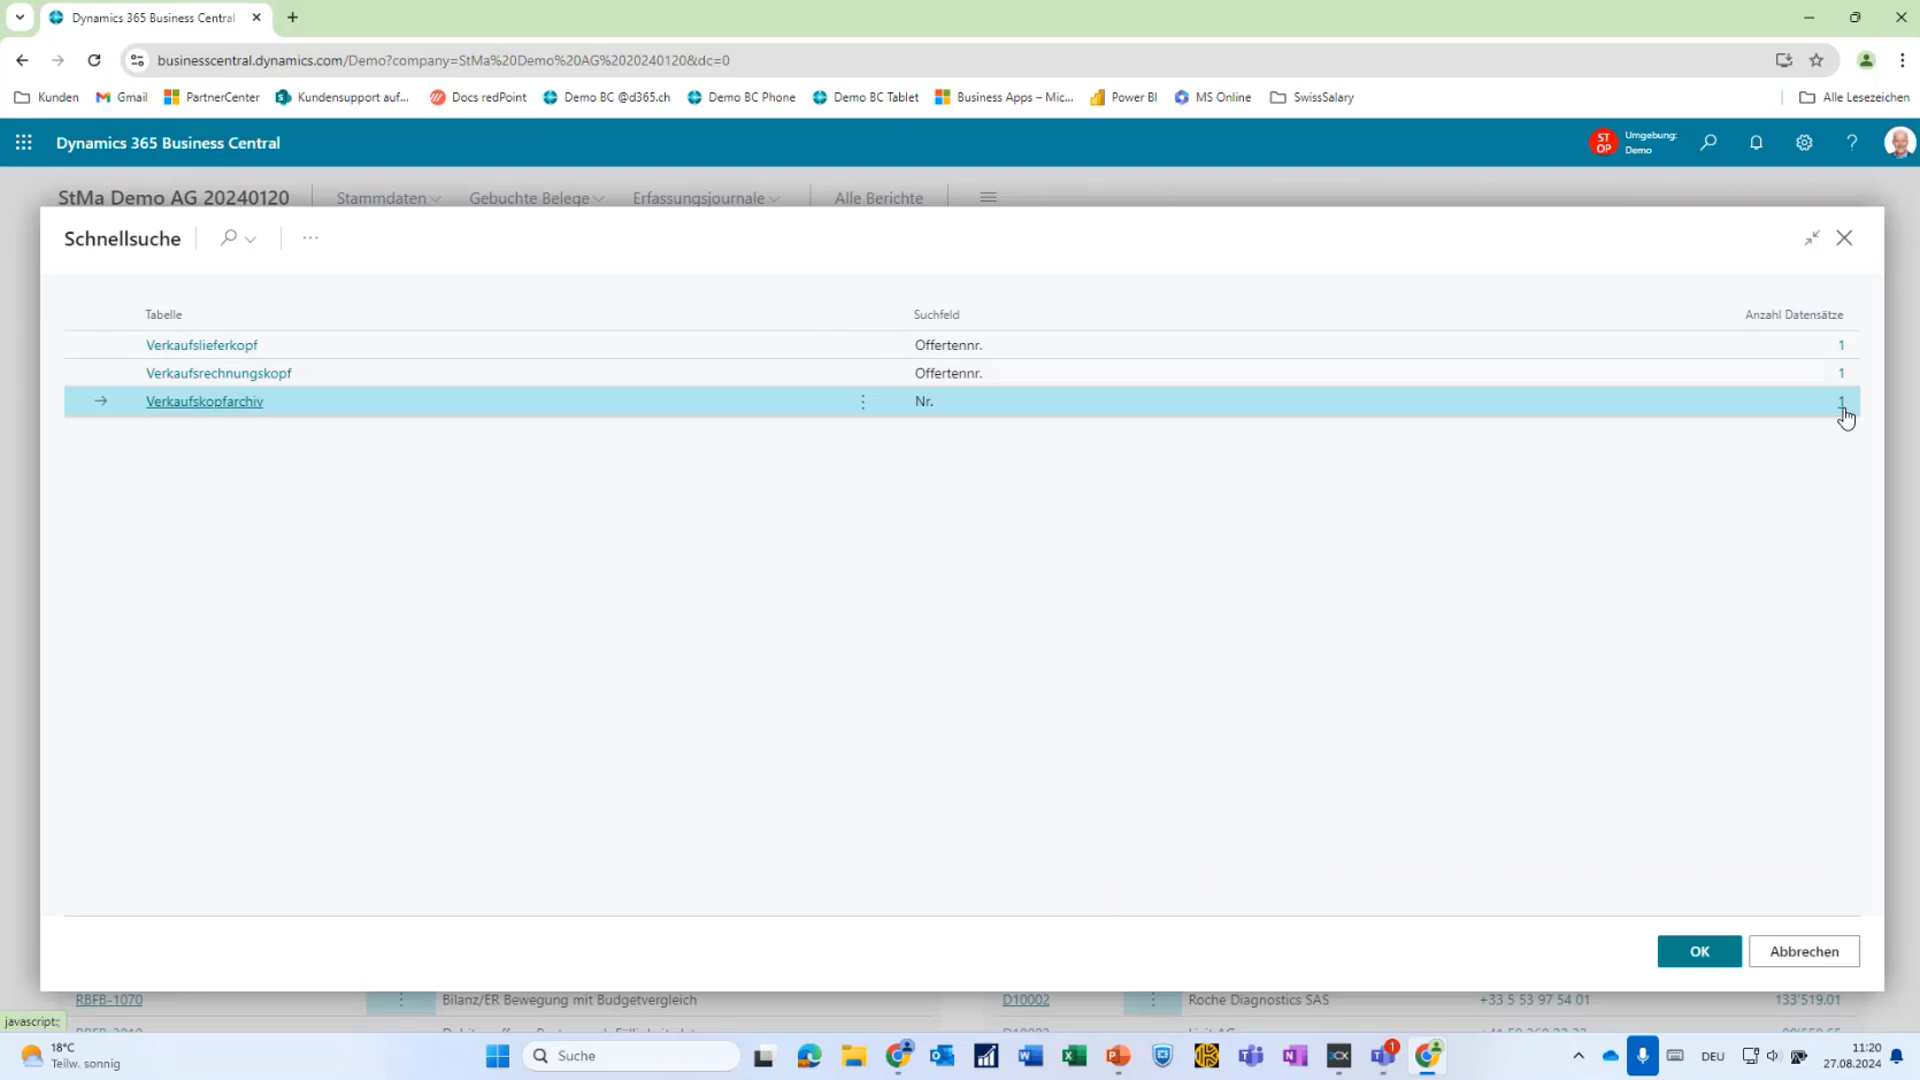 Dynamics 365 Business Central
businesscentral.dynamics.com/Demo?company=StMa%20Demo%20AG%2020240120&dc=0
Kunden Gmail PartnerCenter Kundensupport auf... Docs redPoint Demo BC @d365.ch Demo BC Phone Demo BC Tablet Business Apps – Mic... Power BI MS Online SwissSalary Alle Lesezeichen
Dynamics 365 Business Central
ST OP
Umgebung:
Demo
StMa Demo AG 20240120 Stammdaten Gebuchte Belege Erfassungsjournale Alle Berichte
Schnellsuche
Tabelle Suchfeld Anzahl Datensätze
Verkaufslieferkopf Offertennr. 1
Verkaufsrechnungskopf Offertennr. 1
Verkaufskopfarchiv Nr. 1
OK Abbrechen
RBFB-1070 Bilanz/ER Bewegung mit Budgetvergleich D10002 Roche Diagnostics SAS +33 5 53 97 54 01 133'519.01
javascript:;
18°C
Teilw. sonnig
Suche
3CX
1
DEU
11:20
27.08.2024